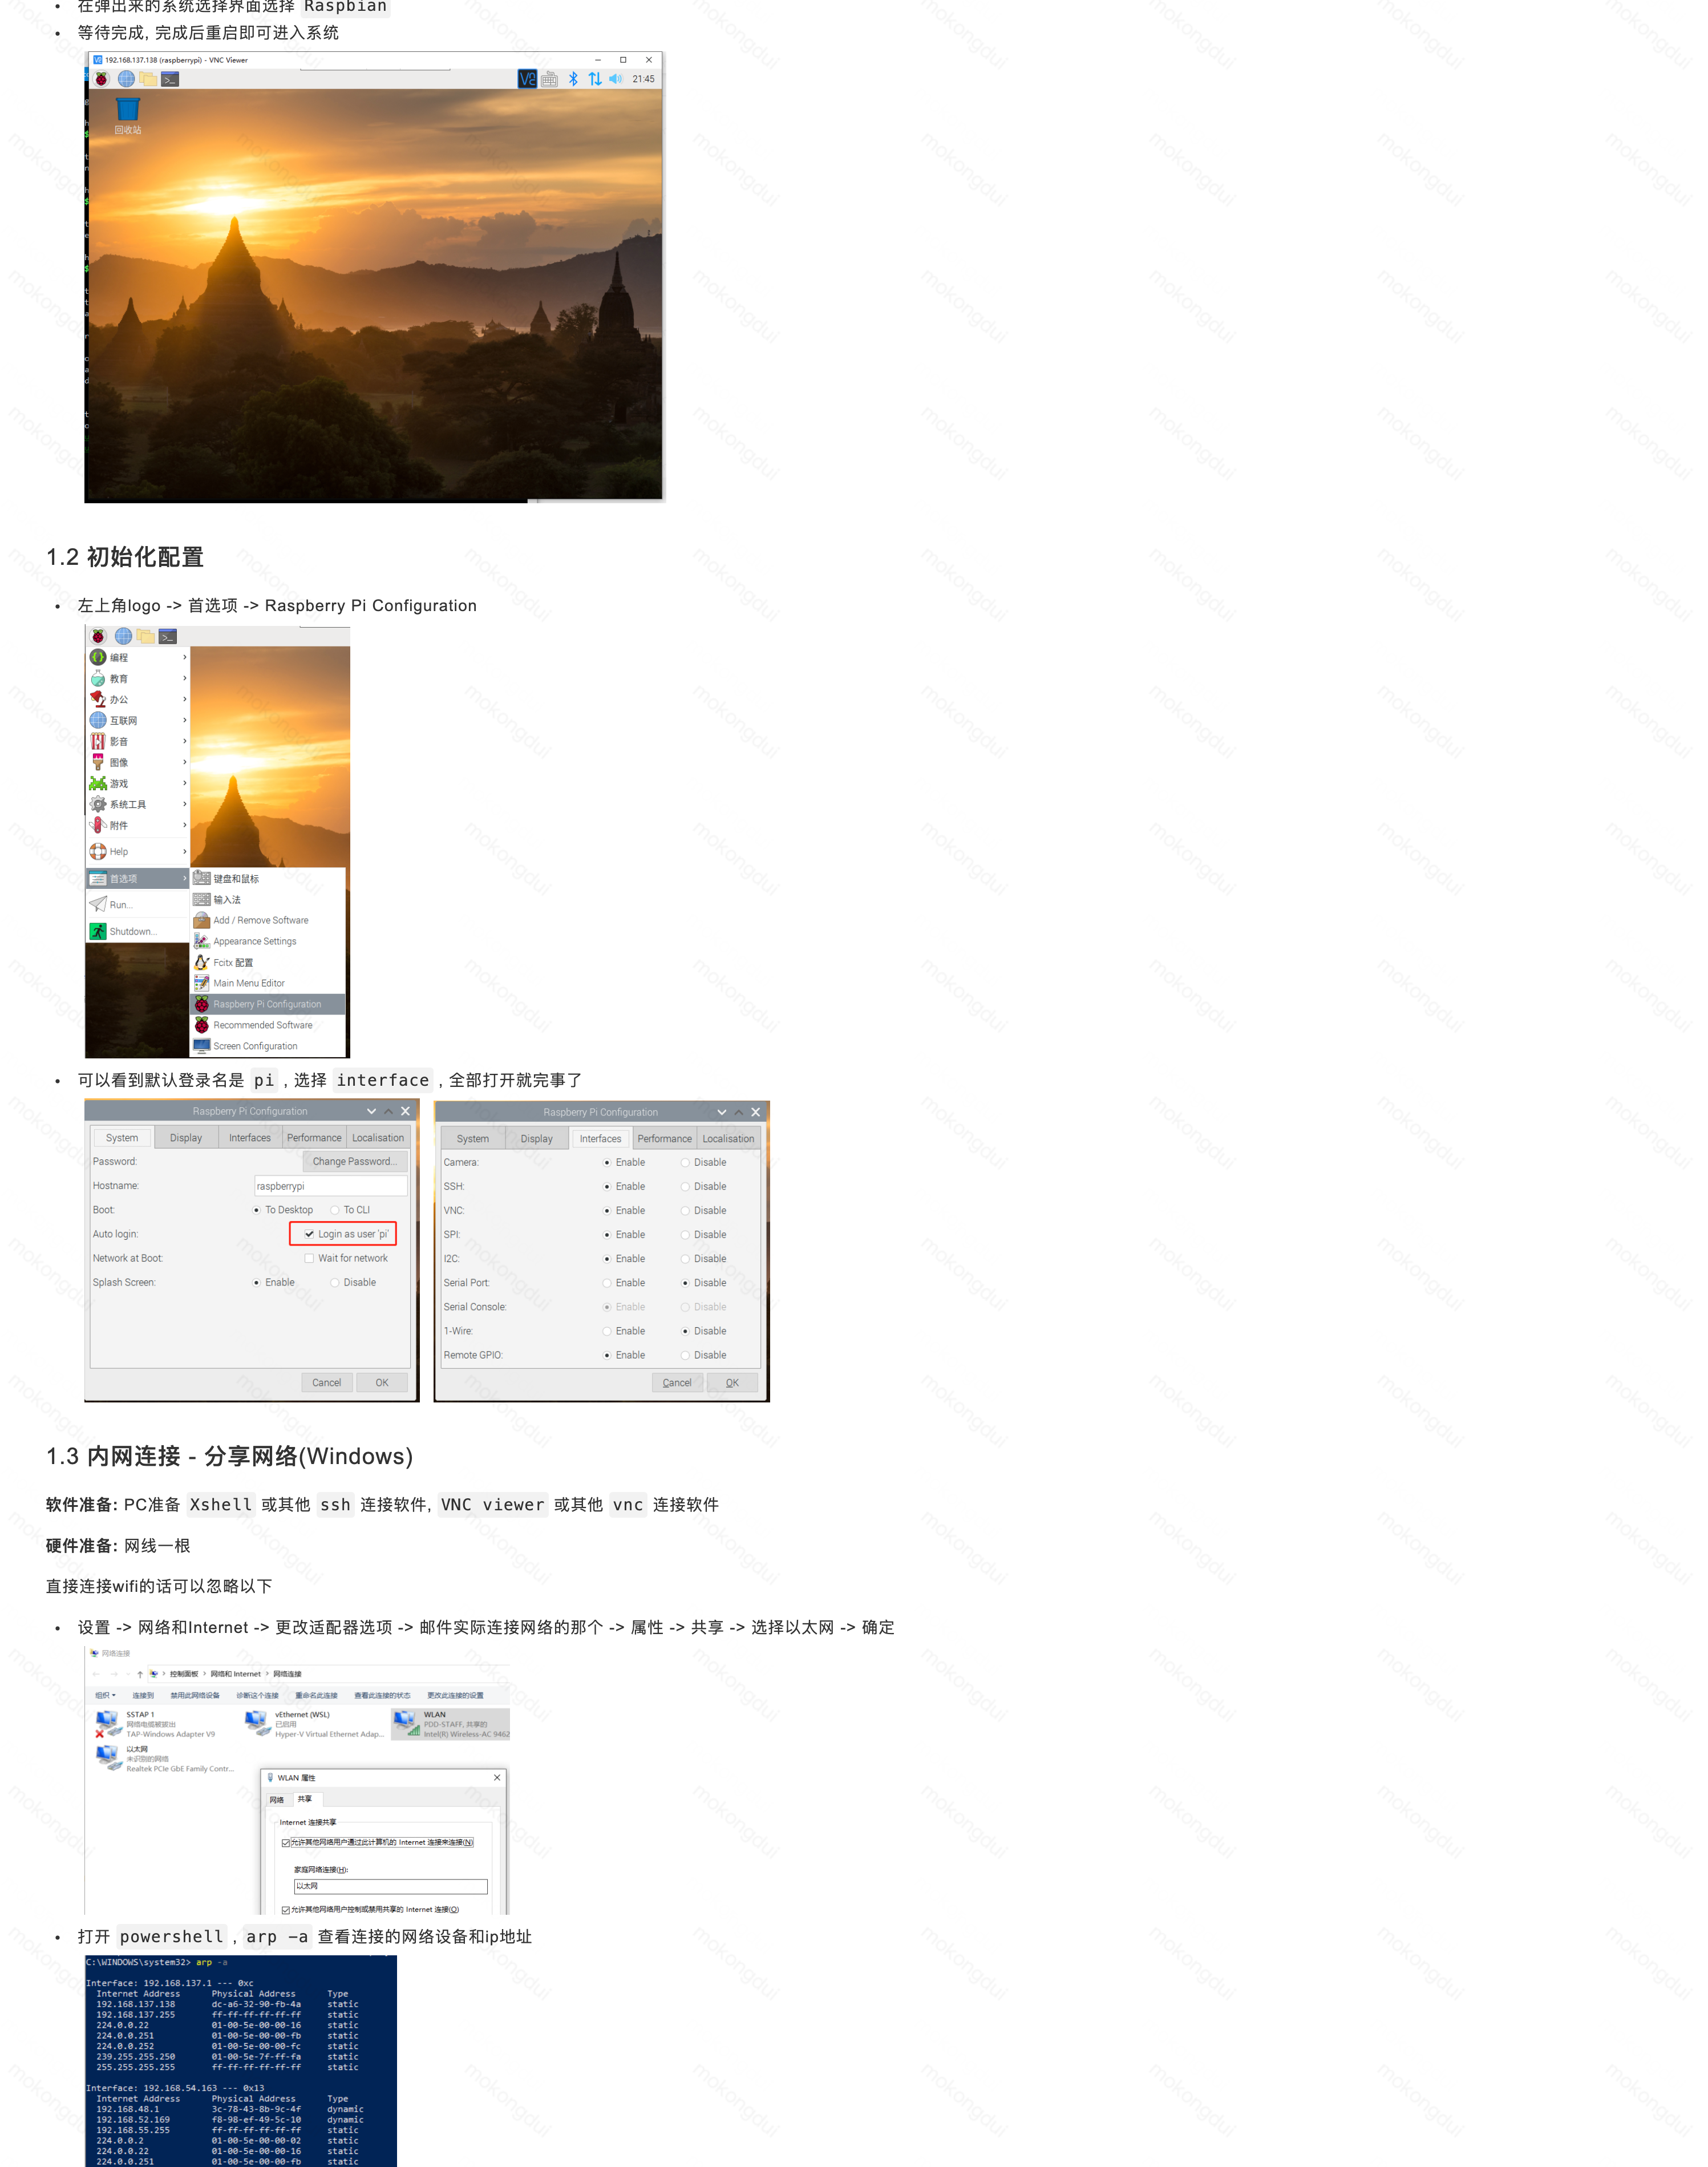 在弹出来的系统选择界面选择 Raspbian
等待完成, 完成后重启即可进入系统
192.168.137.138 (raspberrypi) - VNC Viewer
21:45
回收站
1.2 初始化配置
左上角logo -> 首选项 -> Raspberry Pi Configuration
编程
教育
办公
互联网
影音
图像
游戏
系统工具
附件
Help
首选项
Run...
Shutdown...
键盘和鼠标
输入法
Add / Remove Software
Appearance Settings
Fcitx 配置
Main Menu Editor
Raspberry Pi Configuration
Recommended Software
Screen Configuration
可以看到默认登录名是 pi , 选择 interface , 全部打开就完事了
Raspberry Pi Configuration
System Display Interfaces Performance Localisation
Password: Change Password...
Hostname: raspberrypi
Boot: To Desktop To CLI
Auto login: Login as user 'pi'
Network at Boot: Wait for network
Splash Screen: Enable Disable
Cancel OK
Raspberry Pi Configuration
System Display Interfaces Performance Localisation
Camera: Enable Disable
SSH: Enable Disable
VNC: Enable Disable
SPI: Enable Disable
I2C: Enable Disable
Serial Port: Enable Disable
Serial Console: Enable Disable
1-Wire: Enable Disable
Remote GPIO: Enable Disable
Cancel OK
1.3 内网连接 - 分享网络(Windows)
软件准备: PC准备 Xshell 或其他 ssh 连接软件, VNC viewer 或其他 vnc 连接软件
硬件准备: 网线一根
直接连接wifi的话可以忽略以下
设置 -> 网络和Internet -> 更改适配器选项 -> 邮件实际连接网络的那个 -> 属性 -> 共享 -> 选择以太网 -> 确定
网络连接
控制面板 > 网络和 Internet > 网络连接
组织 连接到 禁用此网络设备 诊断这个连接 重命名此连接 查看此连接的状态 更改此连接的设置
SSTAP 1
网络电缆被拔出
TAP-Windows Adapter V9
vEthernet (WSL)
已启用
Hyper-V Virtual Ethernet Adap...
WLAN
PDD-STAFF, 共享的
Intel(R) Wireless-AC 9462
以太网
未识别的网络
Realtek PCIe GbE Family Contr...
WLAN 属性
网络 共享
Internet 连接共享
允许其他网络用户通过此计算机的 Internet 连接来连接(N)
家庭网络连接(H):
以太网
允许其他网络用户控制或禁用共享的 Internet 连接(O)
打开 powershell , arp -a 查看连接的网络设备和ip地址
C:\WINDOWS\system32> arp -a
Interface: 192.168.137.1 --- 0xc
Internet Address Physical Address Type
192.168.137.138 dc-a6-32-90-fb-4a static
192.168.137.255 ff-ff-ff-ff-ff-ff static
224.0.0.22 01-00-5e-00-00-16 static
224.0.0.251 01-00-5e-00-00-fb static
224.0.0.252 01-00-5e-00-00-fc static
239.255.255.250 01-00-5e-7f-ff-fa static
255.255.255.255 ff-ff-ff-ff-ff-ff static
Interface: 192.168.54.163 --- 0x13
Internet Address Physical Address Type
192.168.48.1 3c-78-43-8b-9c-4f dynamic
192.168.52.169 f8-98-ef-49-5c-10 dynamic
192.168.55.255 ff-ff-ff-ff-ff-ff static
224.0.0.2 01-00-5e-00-00-02 static
224.0.0.22 01-00-5e-00-00-16 static
224.0.0.251 01-00-5e-00-00-fb static
mokongdui